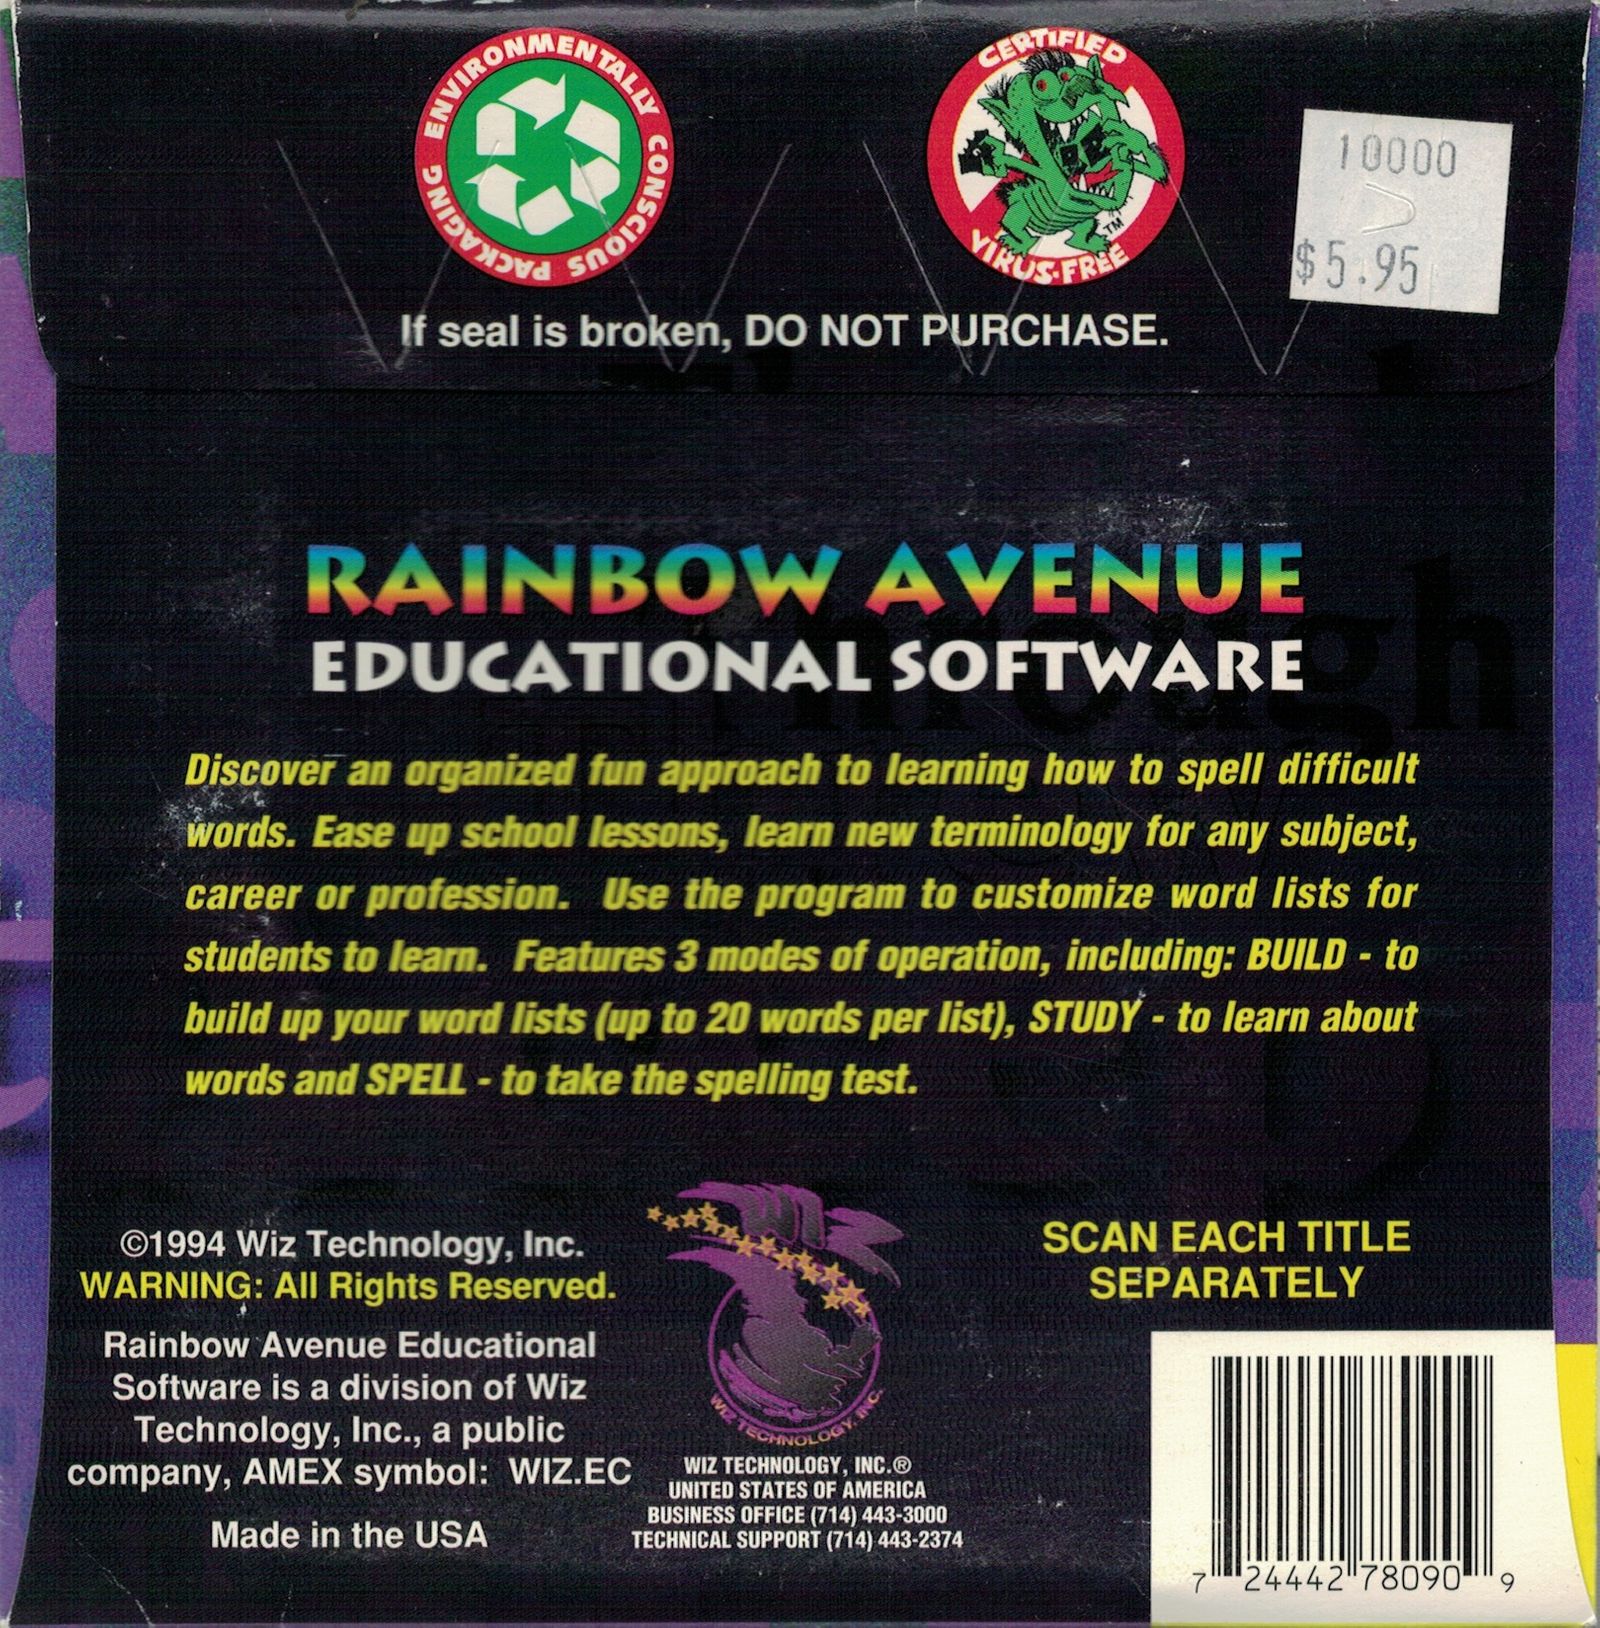 ENVIRONMENTALLY CONSCIOUS PACKAGING
CERTIFIED
VIRUS-FREE
TM
10000
$5.95
If seal is broken, DO NOT PURCHASE.
RAINBOW AVENUE
EDUCATIONAL SOFTWARE
Discover an organized fun approach to learning how to spell difficult
words. Ease up school lessons, learn new terminology for any subject,
career or profession. Use the program to customize word lists for
students to learn. Features 3 modes of operation, including: BUILD - to
build up your word lists (up to 20 words per list), STUDY - to learn about
words and SPELL - to take the spelling test.
©1994 Wiz Technology, Inc.
WARNING: All Rights Reserved.
Rainbow Avenue Educational
Software is a division of Wiz
Technology, Inc., a public
company, AMEX symbol: WIZ.EC
Made in the USA
WIZ TECHNOLOGY, INC.
WIZ TECHNOLOGY, INC.®
UNITED STATES OF AMERICA
BUSINESS OFFICE (714) 443-3000
TECHNICAL SUPPORT (714) 443-2374
SCAN EACH TITLE
SEPARATELY
7 24442 78090 9